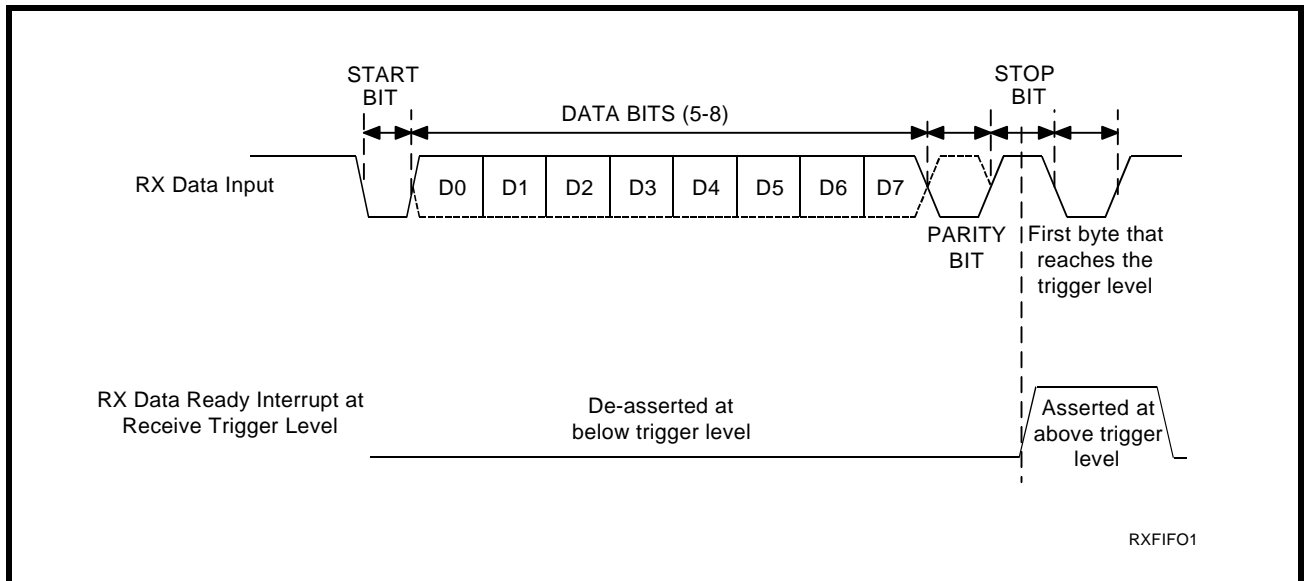 START
BIT
STOP
BIT
DATA BITS (5-8)
RX Data Input
D0 D1 D2 D3 D4 D5 D6 D7
PARITY
BIT
First byte that
reaches the
trigger level
RX Data Ready Interrupt at
Receive Trigger Level
De-asserted at
below trigger level
Asserted at
above trigger
level
RXFIFO1